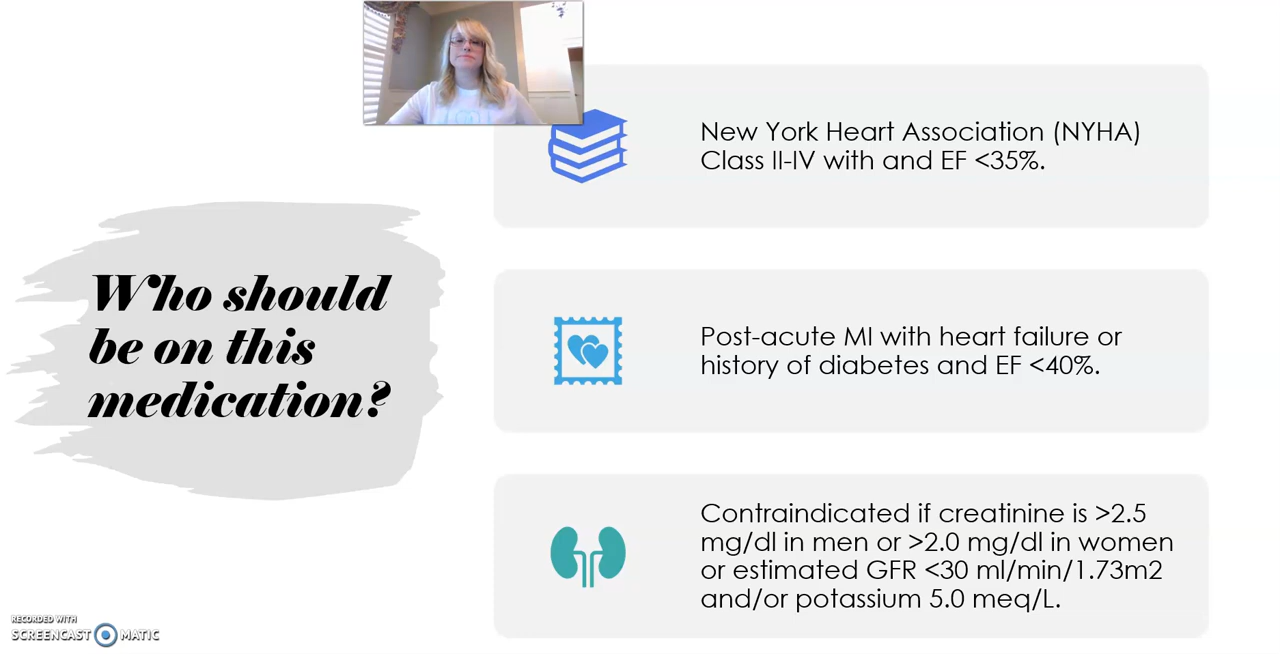 Who should
be on this
medication?
New York Heart Association (NYHA)
Class II-IV with and EF <35%.
Post-acute MI with heart failure or
history of diabetes and EF <40%.
Contraindicated if creatinine is >2.5
mg/dl in men or >2.0 mg/dl in women
or estimated GFR <30 ml/min/1.73m2
and/or potassium 5.0 meq/L.
RECORDED WITH
SCREENCAST MATIC